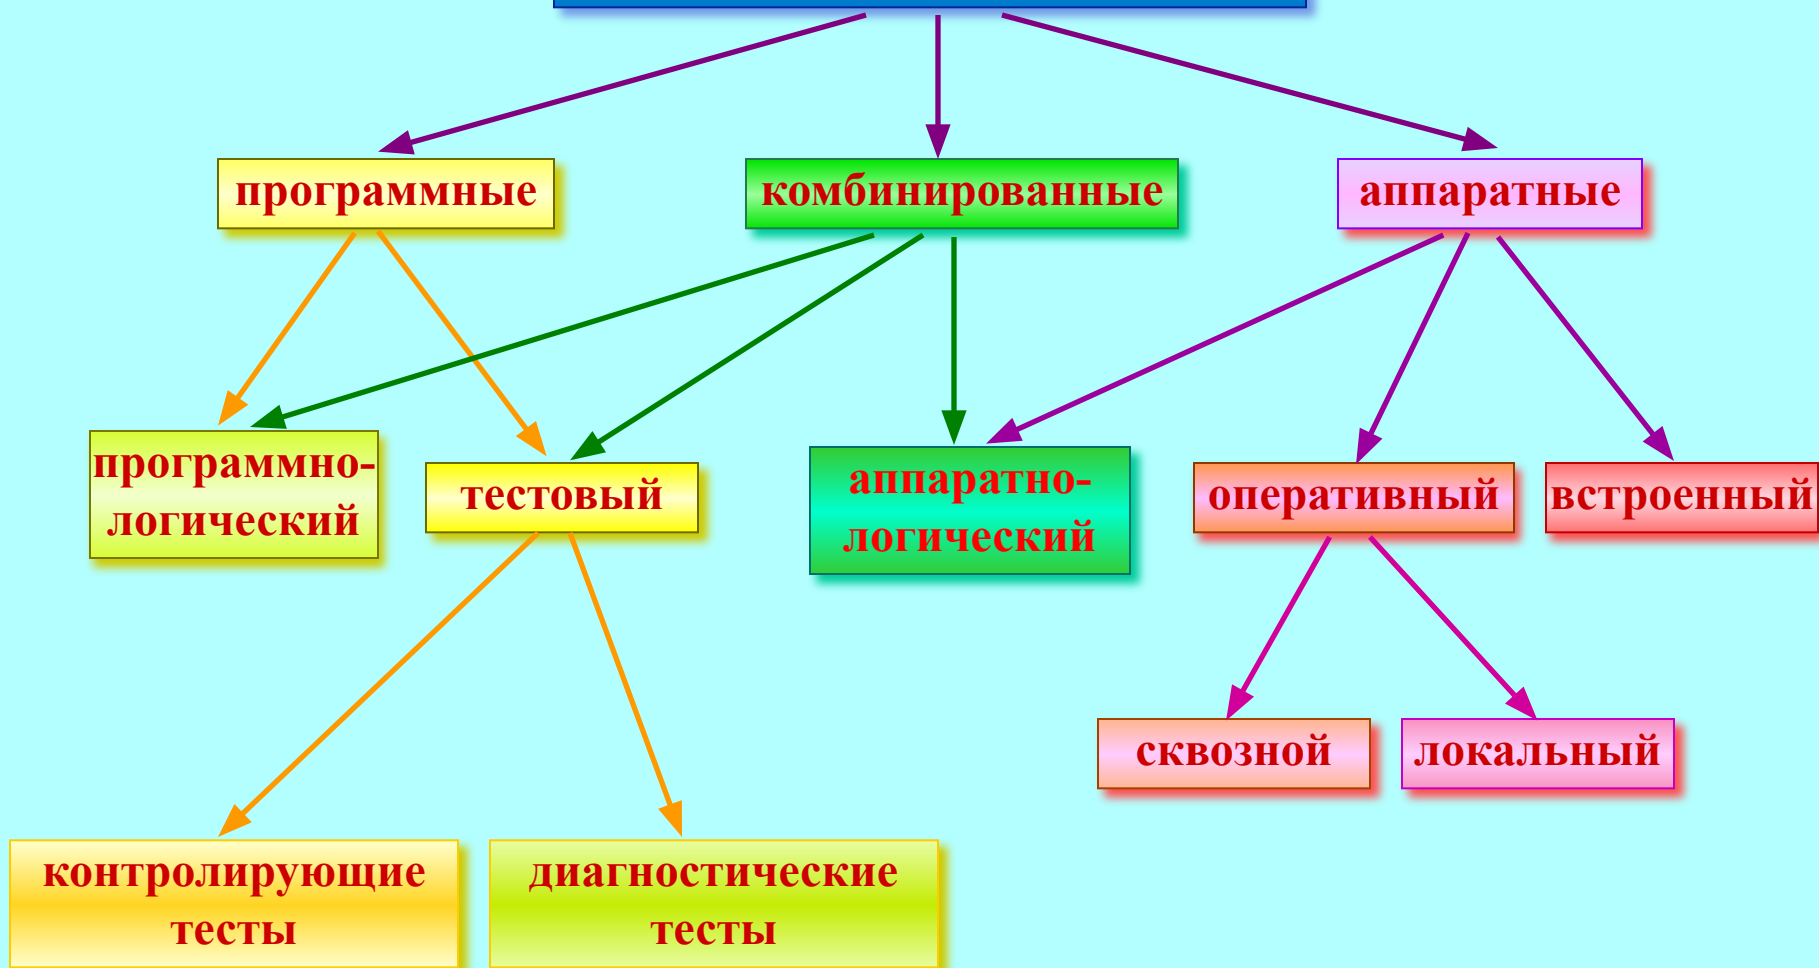 программные
комбинированные
аппаратные
программно-
логический
тестовый
аппаратно-
логический
оперативный
встроенный
сквозной
локальный
контролирующие
тесты
диагностические
тесты